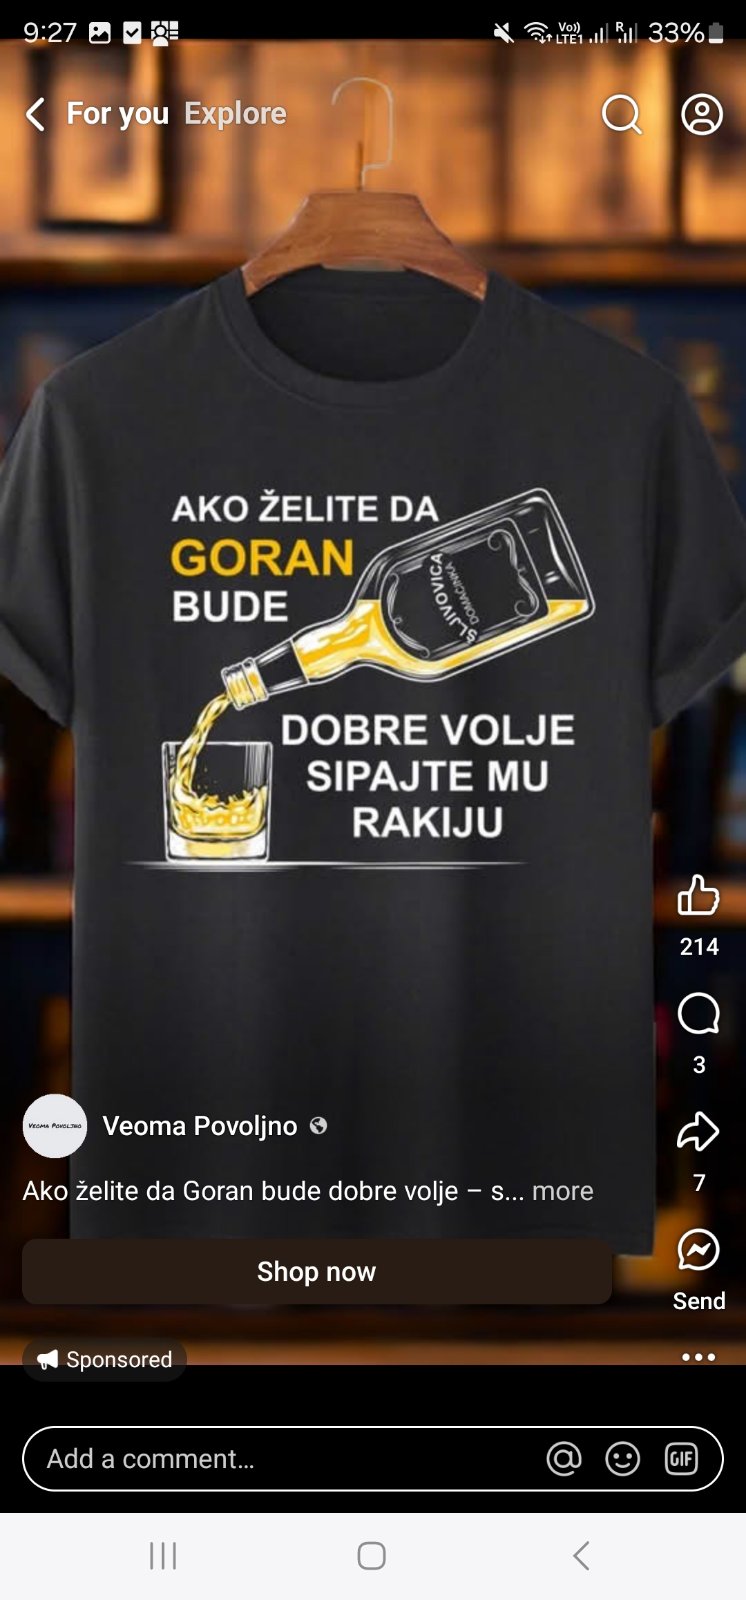 9:27
Vo))
LTE1
R
33%
For you Explore
AKO ŽELITE DA
GORAN
BUDE
ŠLJIVOVICA
DOMAĆINKA
DOBRE VOLJE
SIPAJTE MU
RAKIJU
214
3
7
Send
Veoma Povoljno
Veoma Povoljno
Ako želite da Goran bude dobre volje – s... more
Shop now
Sponsored
Add a comment...
GIF